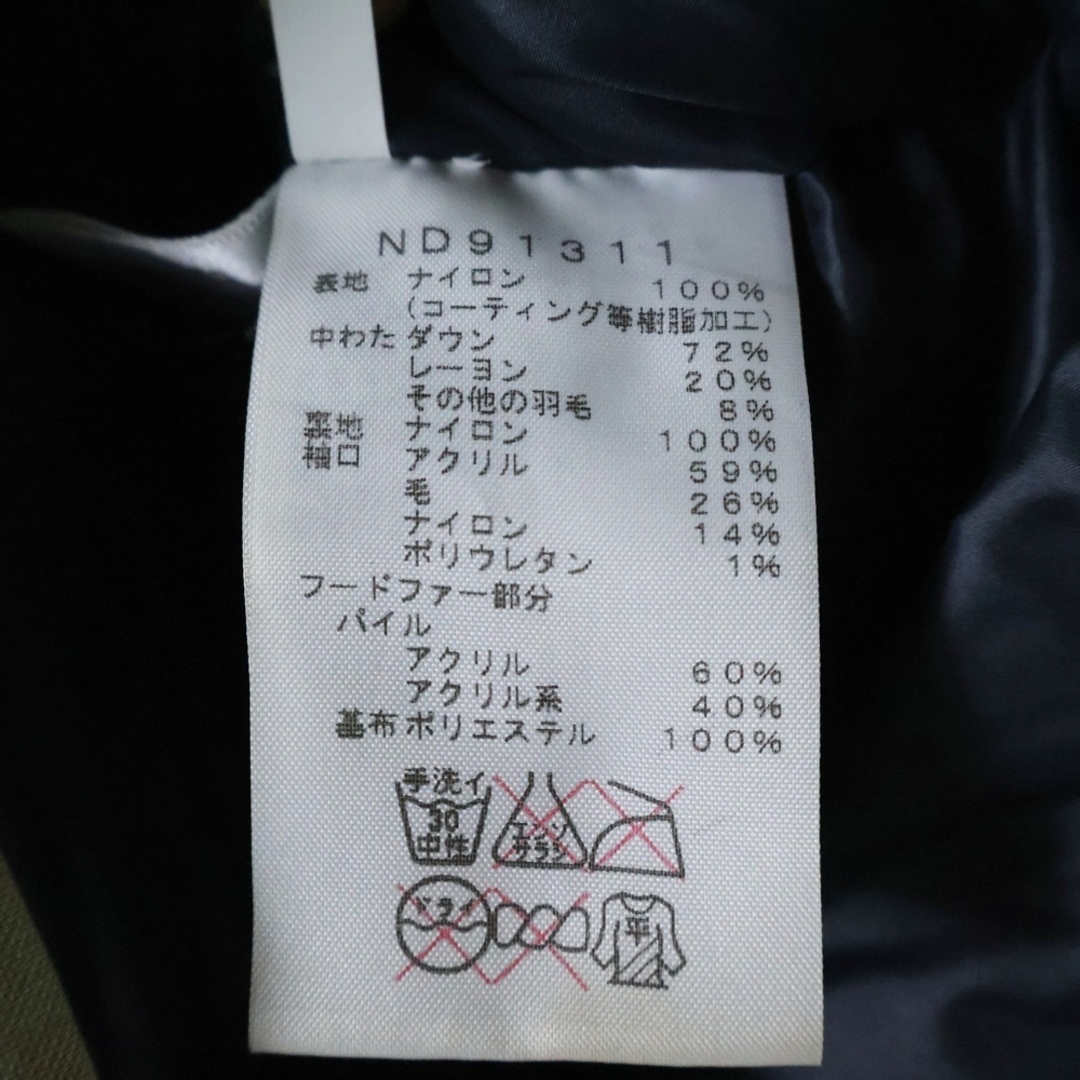 ND91311
表地 ナイロン 100%
(コーティング等樹脂加工)
中わた ダウン 72%
レーヨン 20%
その他の羽毛 8%
裏地 ナイロン 100%
袖口 アクリル 59%
毛 26%
ナイロン 14%
ポリウレタン 1%
フードファー部分
パイル
アクリル 60%
アクリル系 40%
基布 ポリエステル 100%
手洗イ
30
中性
エンソ
サラシ
ドライ
平